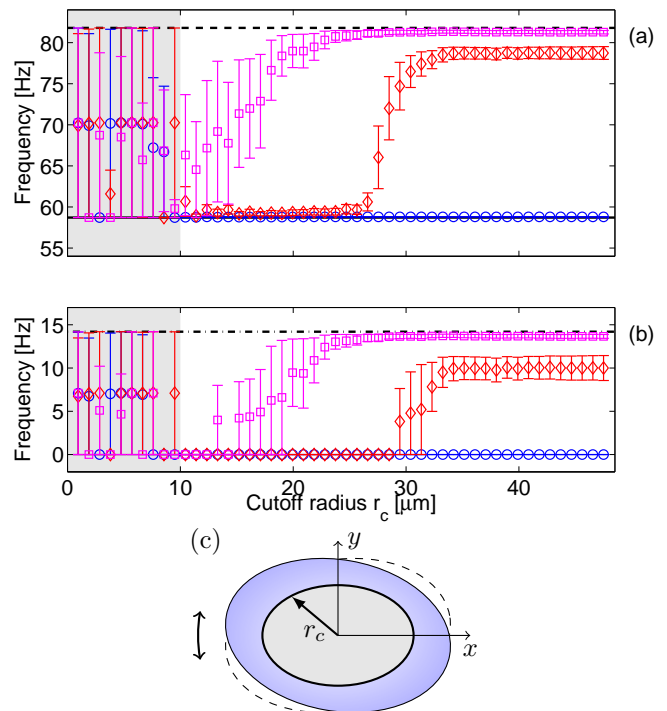 (a)
Frequency [Hz]
80
75
70
65
60
55
(b)
Frequency [Hz]
15
10
5
0
0 10 20 30 40
Cutoff radius r_c [μm]
(c)
y
r_c
x